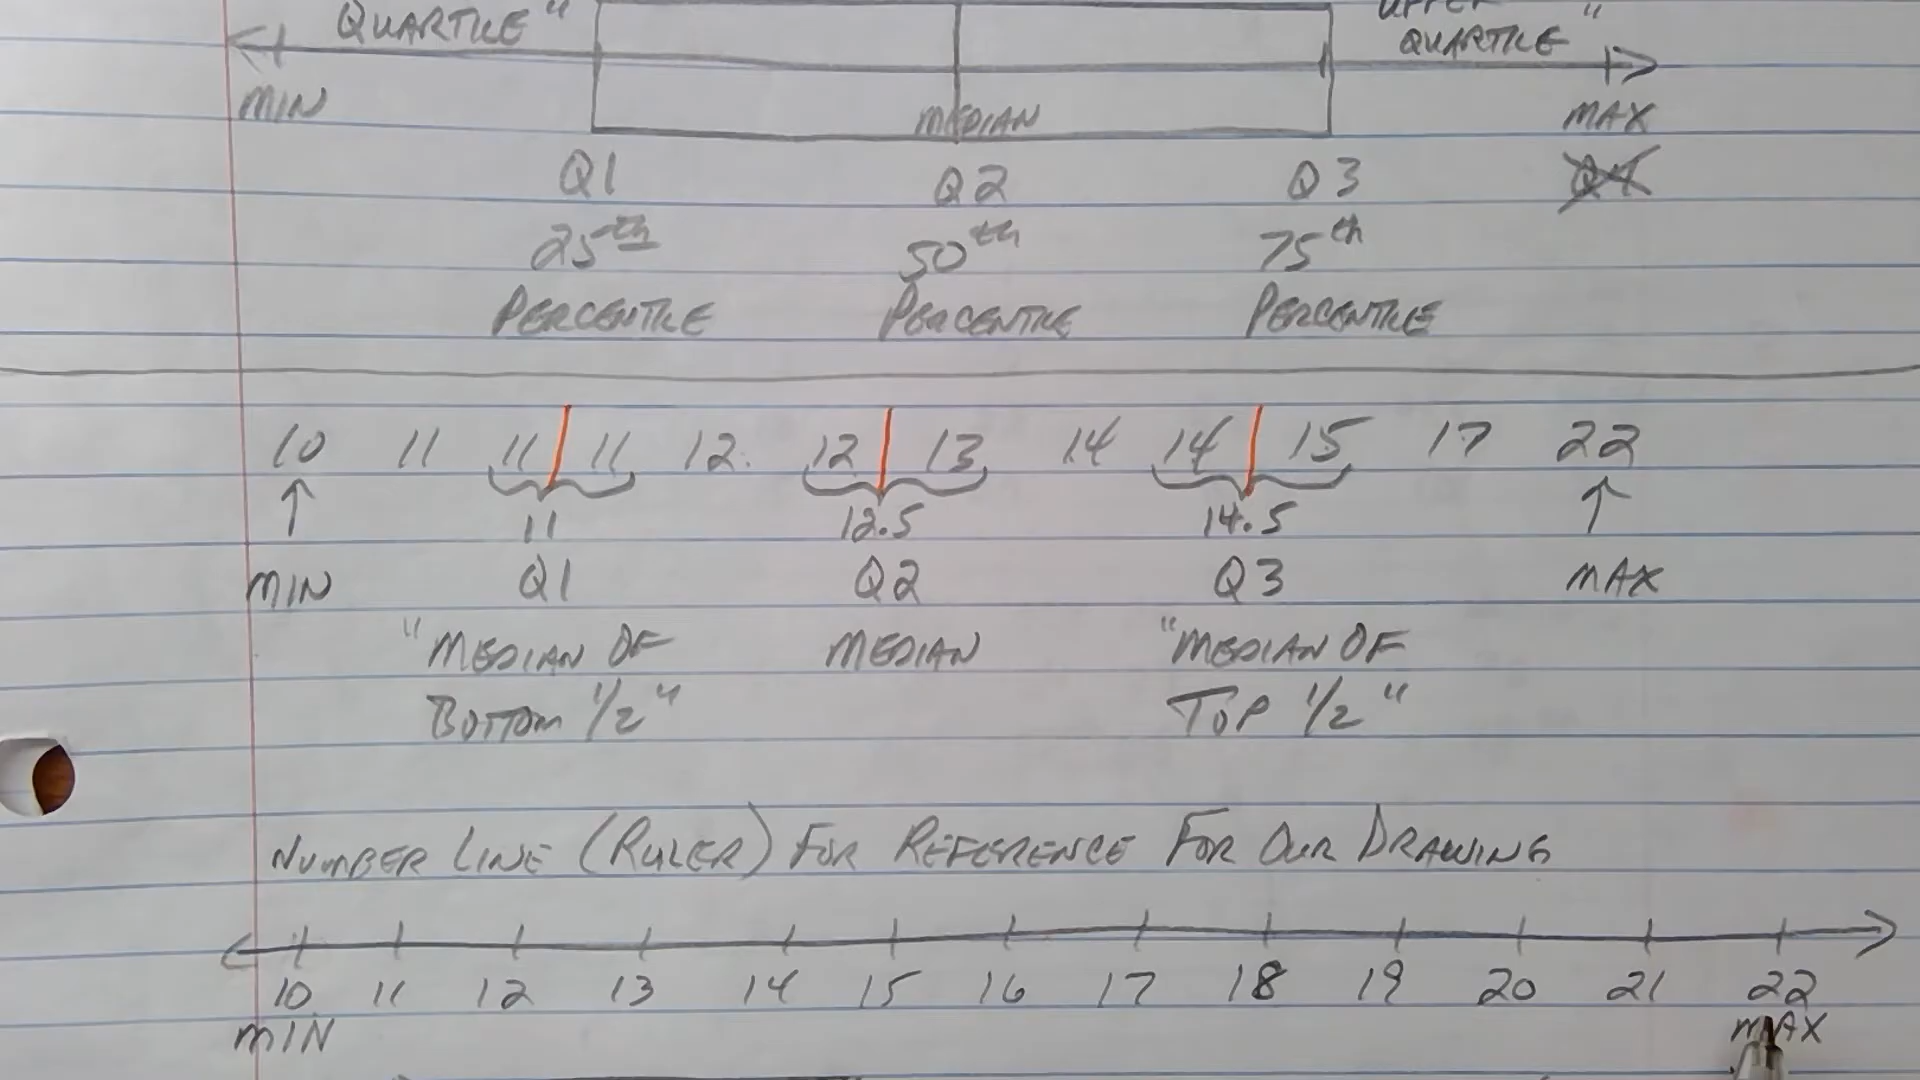 QUARTILE"
UPPER
QUARTILE"
MIN
MEDIAN
MAX
Q1 Q2 Q3 Q4
25th 50th 75th
PERCENTILE PERCENTILE PERCENTILE
10 11 11 11 12. 12 13 14 14 15 17 22
11 12.5 14.5
MIN Q1 Q2 Q3 MAX
"MEDIAN OF MEDIAN "MEDIAN OF
BOTTOM 1/2" TOP 1/2"
NUMBER LINE (RULER) FOR REFERENCE FOR OUR DRAWING
10 11 12 13 14 15 16 17 18 19 20 21 22
MIN MAX